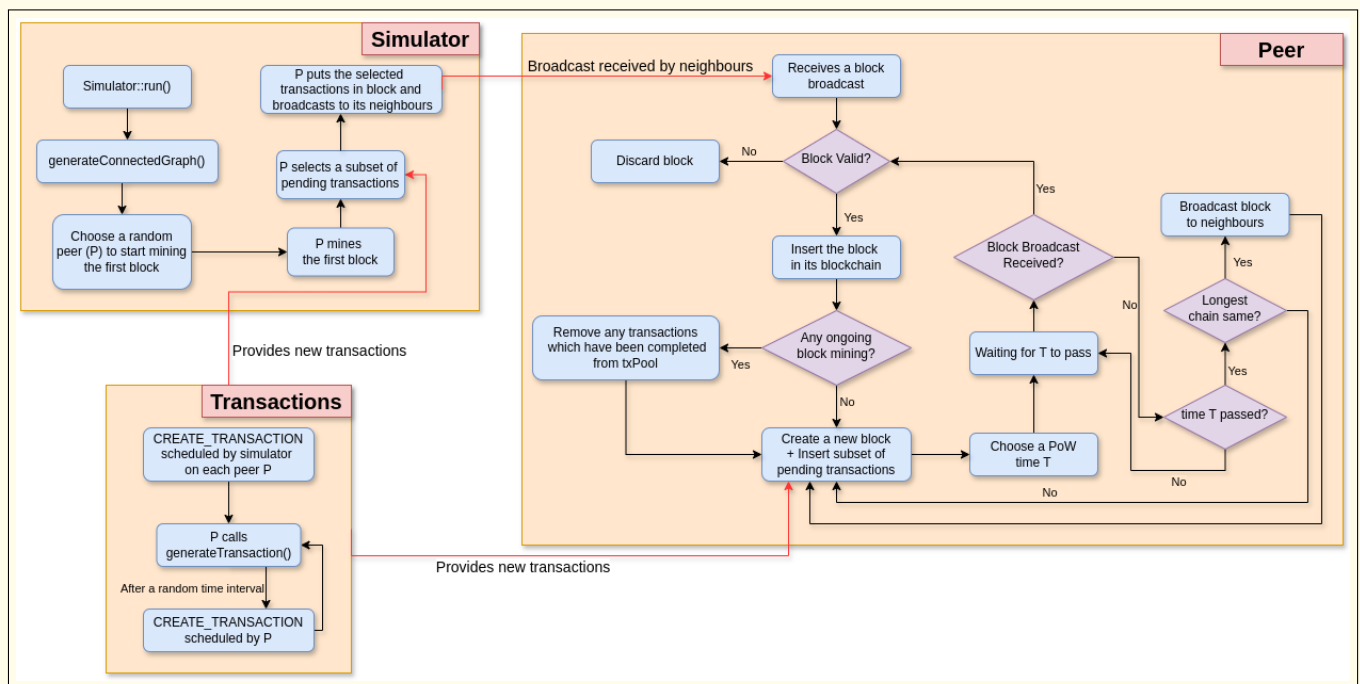 Simulator
Simulator::run()
generateConnectedGraph()
Choose a random
peer (P) to start mining
the first block
P mines
the first block
P selects a subset of
pending transactions
P puts the selected
transactions in block and
broadcasts to its neighbours
Broadcast received by neighbours
Provides new transactions
Transactions
CREATE_TRANSACTION
scheduled by simulator
on each peer P
P calls
generateTransaction()
After a random time interval
CREATE_TRANSACTION
scheduled by P
Provides new transactions
Peer
Receives a block
broadcast
Block Valid?
No
Discard block
Yes
Insert the block
in its blockchain
Any ongoing
block mining?
Yes
Remove any transactions
which have been completed
from txPool
No
Create a new block
+ Insert subset of
pending transactions
Choose a PoW
time T
Waiting for T to pass
Block Broadcast
Received?
Yes
No
time T passed?
No
Yes
Longest
chain same?
No
Yes
Broadcast block
to neighbours